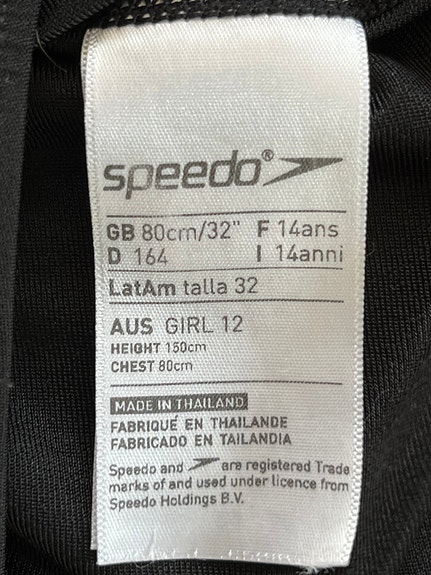 speedo®
GB 80cm/32" F 14ans
D 164 I 14anni
LatAm talla 32
AUS GIRL 12
HEIGHT 150cm
CHEST 80cm
MADE IN THAILAND
FABRIQUÉ EN THAILANDE
FABRICADO EN TAILANDIA
Speedo and are registered Trade
marks of and used under licence from
Speedo Holdings B.V.